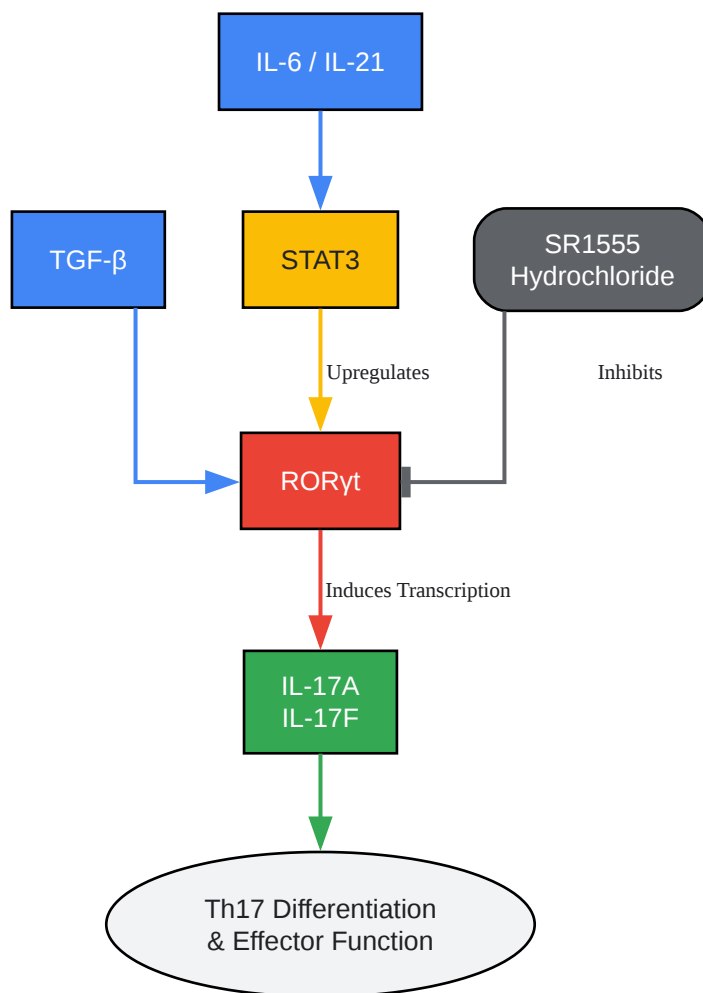 IL-6 / IL-21
TGF-β
STAT3
SR1555
Hydrochloride
Upregulates
Inhibits
RORγt
Induces Transcription
IL-17A
IL-17F
Th17 Differentiation
& Effector Function